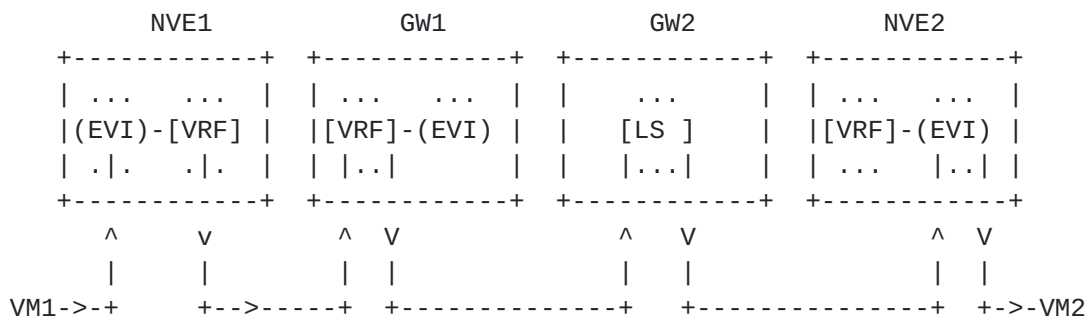 NVE1 GW1 GW2 NVE2
+------------+ +------------+ +------------+ +------------+
| ... ... | | ... ... | | ... | | ... ... |
|(EVI)-[VRF] | |[VRF]-(EVI) | | [LS ] | |[VRF]-(EVI) |
| .|. .|. | | |..| | | |...| | | ... |..| |
+------------+ +------------+ +------------+ +------------+
^ v ^ V ^ V ^ V
| | | | | | | |
VM1->-+ +-->-----+ +--------------+ +---------------+ +->-VM2